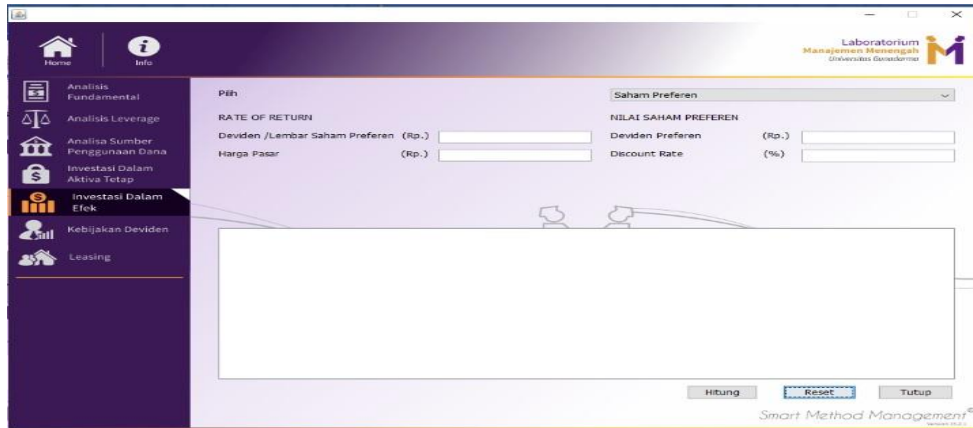 Home
Info
Laboratorium
Manajemen Menengah
Universitas Gunadarma
Analisis
Fundamental
Analisis Leverage
Analisa Sumber
Penggunaan Dana
Investasi Dalam
Aktiva Tetap
Investasi Dalam
Efek
Kebijakan Deviden
Leasing
Pilih
Saham Preferen
RATE OF RETURN
NILAI SAHAM PREFEREN
Deviden /Lembar Saham Preferen (Rp.)
Deviden Preferen (Rp.)
Harga Pasar (Rp.)
Discount Rate (%)
Hitung
Reset
Tutup
Smart Method Management©